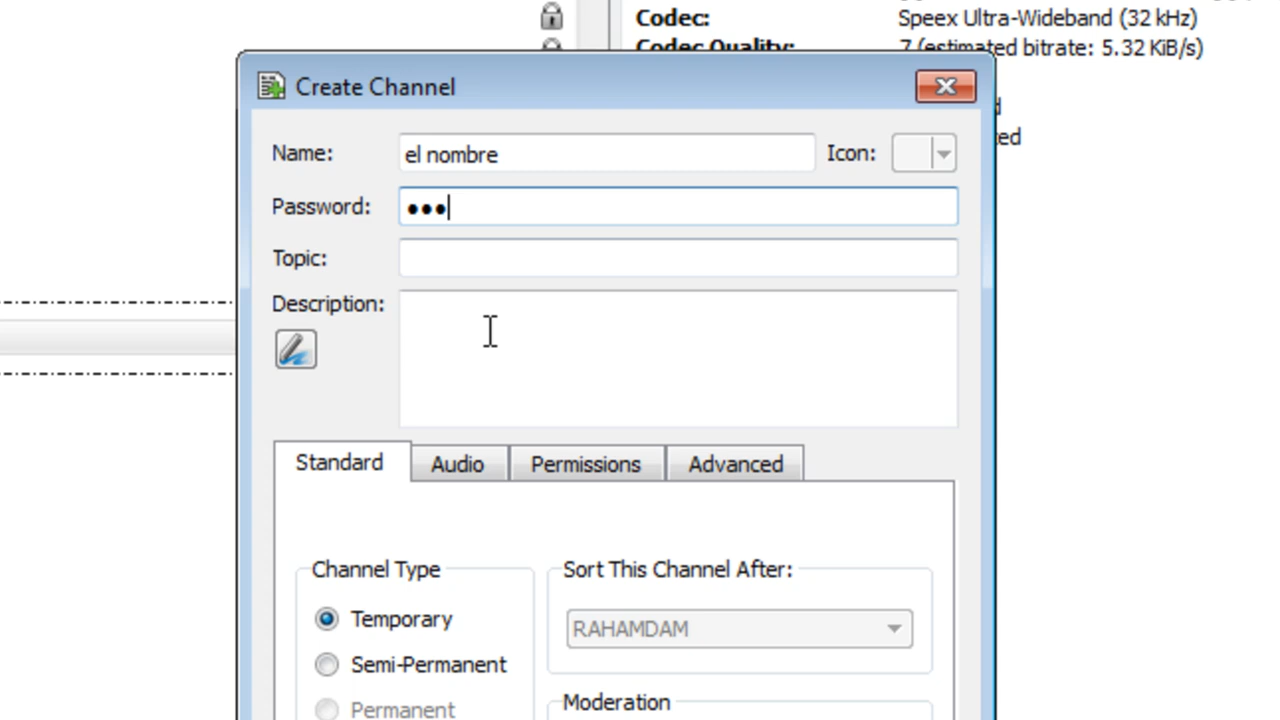 Codec: Speex Ultra-Wideband (32 kHz)
Codec Quality: 7 (estimated bitrate: 5.32 KiB/s)
Create Channel
Name: el nombre Icon:
Password: •••
Topic:
Description:
Standard Audio Permissions Advanced
Channel Type Sort This Channel After:
Temporary RAHAMDAM
Semi-Permanent
Moderation
Permanent